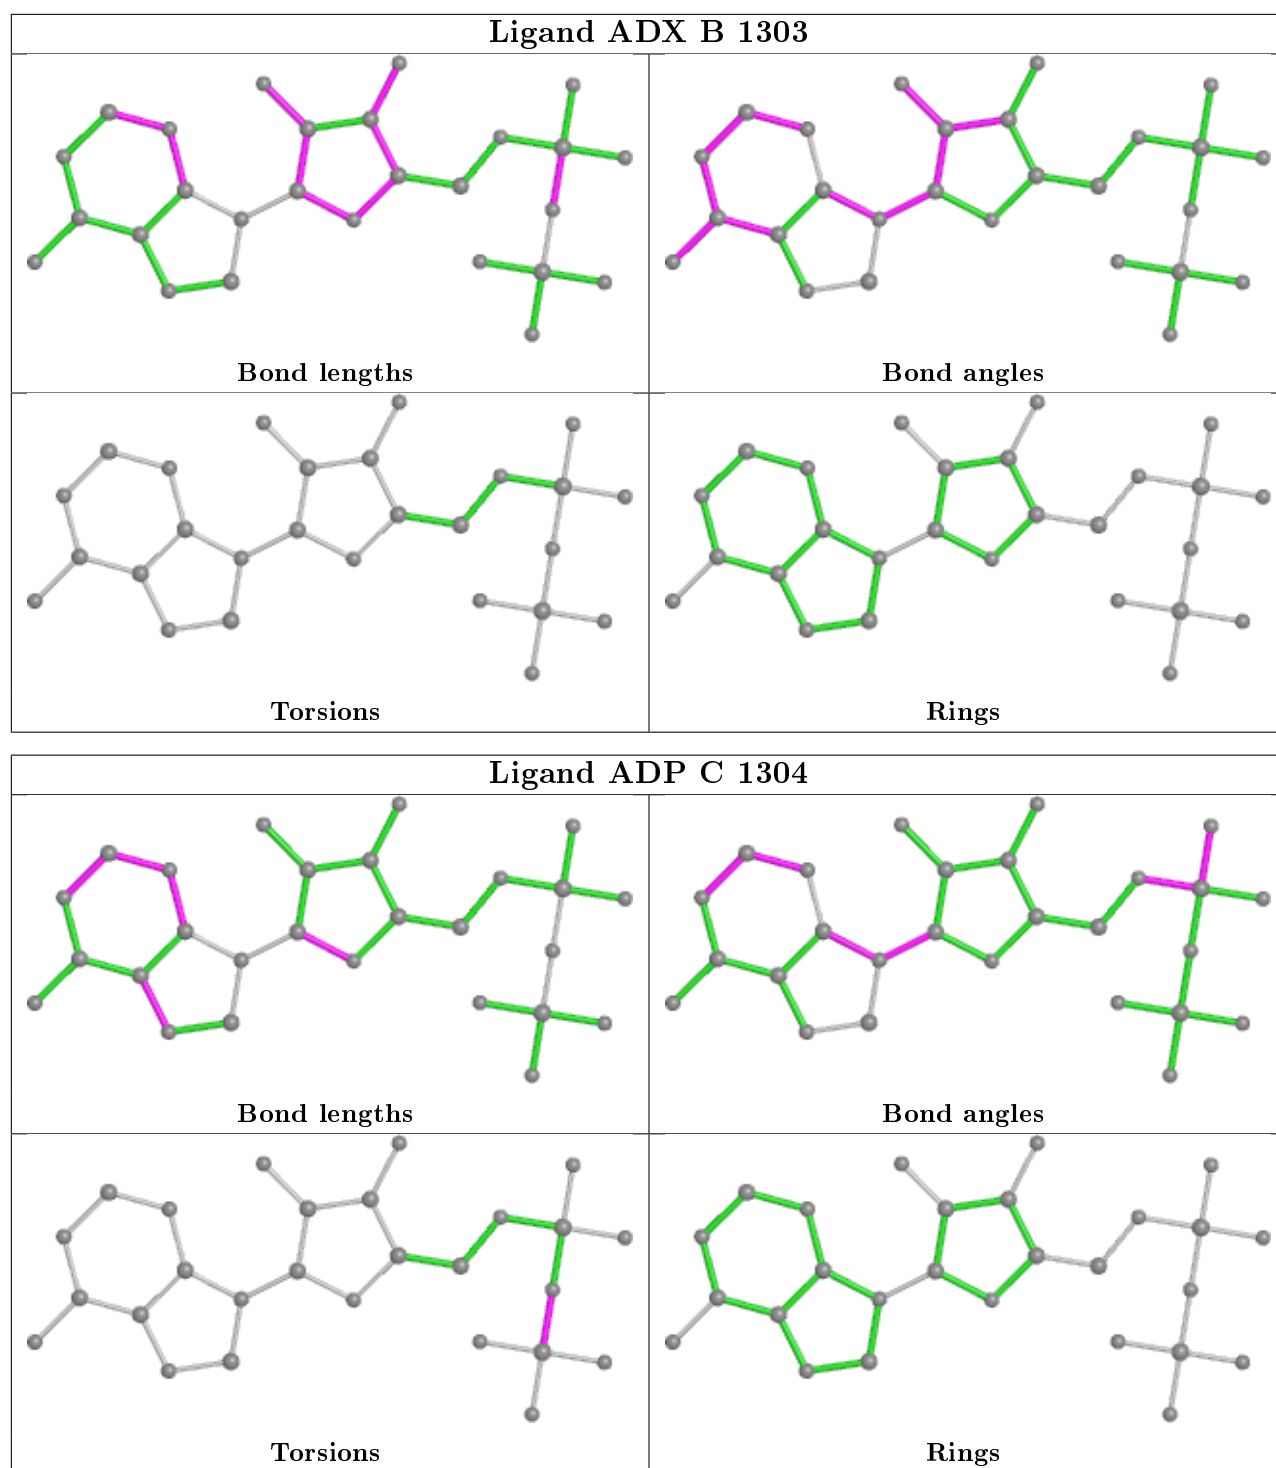 Ligand ADX B 1303
Bond lengths
Bond angles
Torsions
Rings
Ligand ADP C 1304
Bond lengths
Bond angles
Torsions
Rings